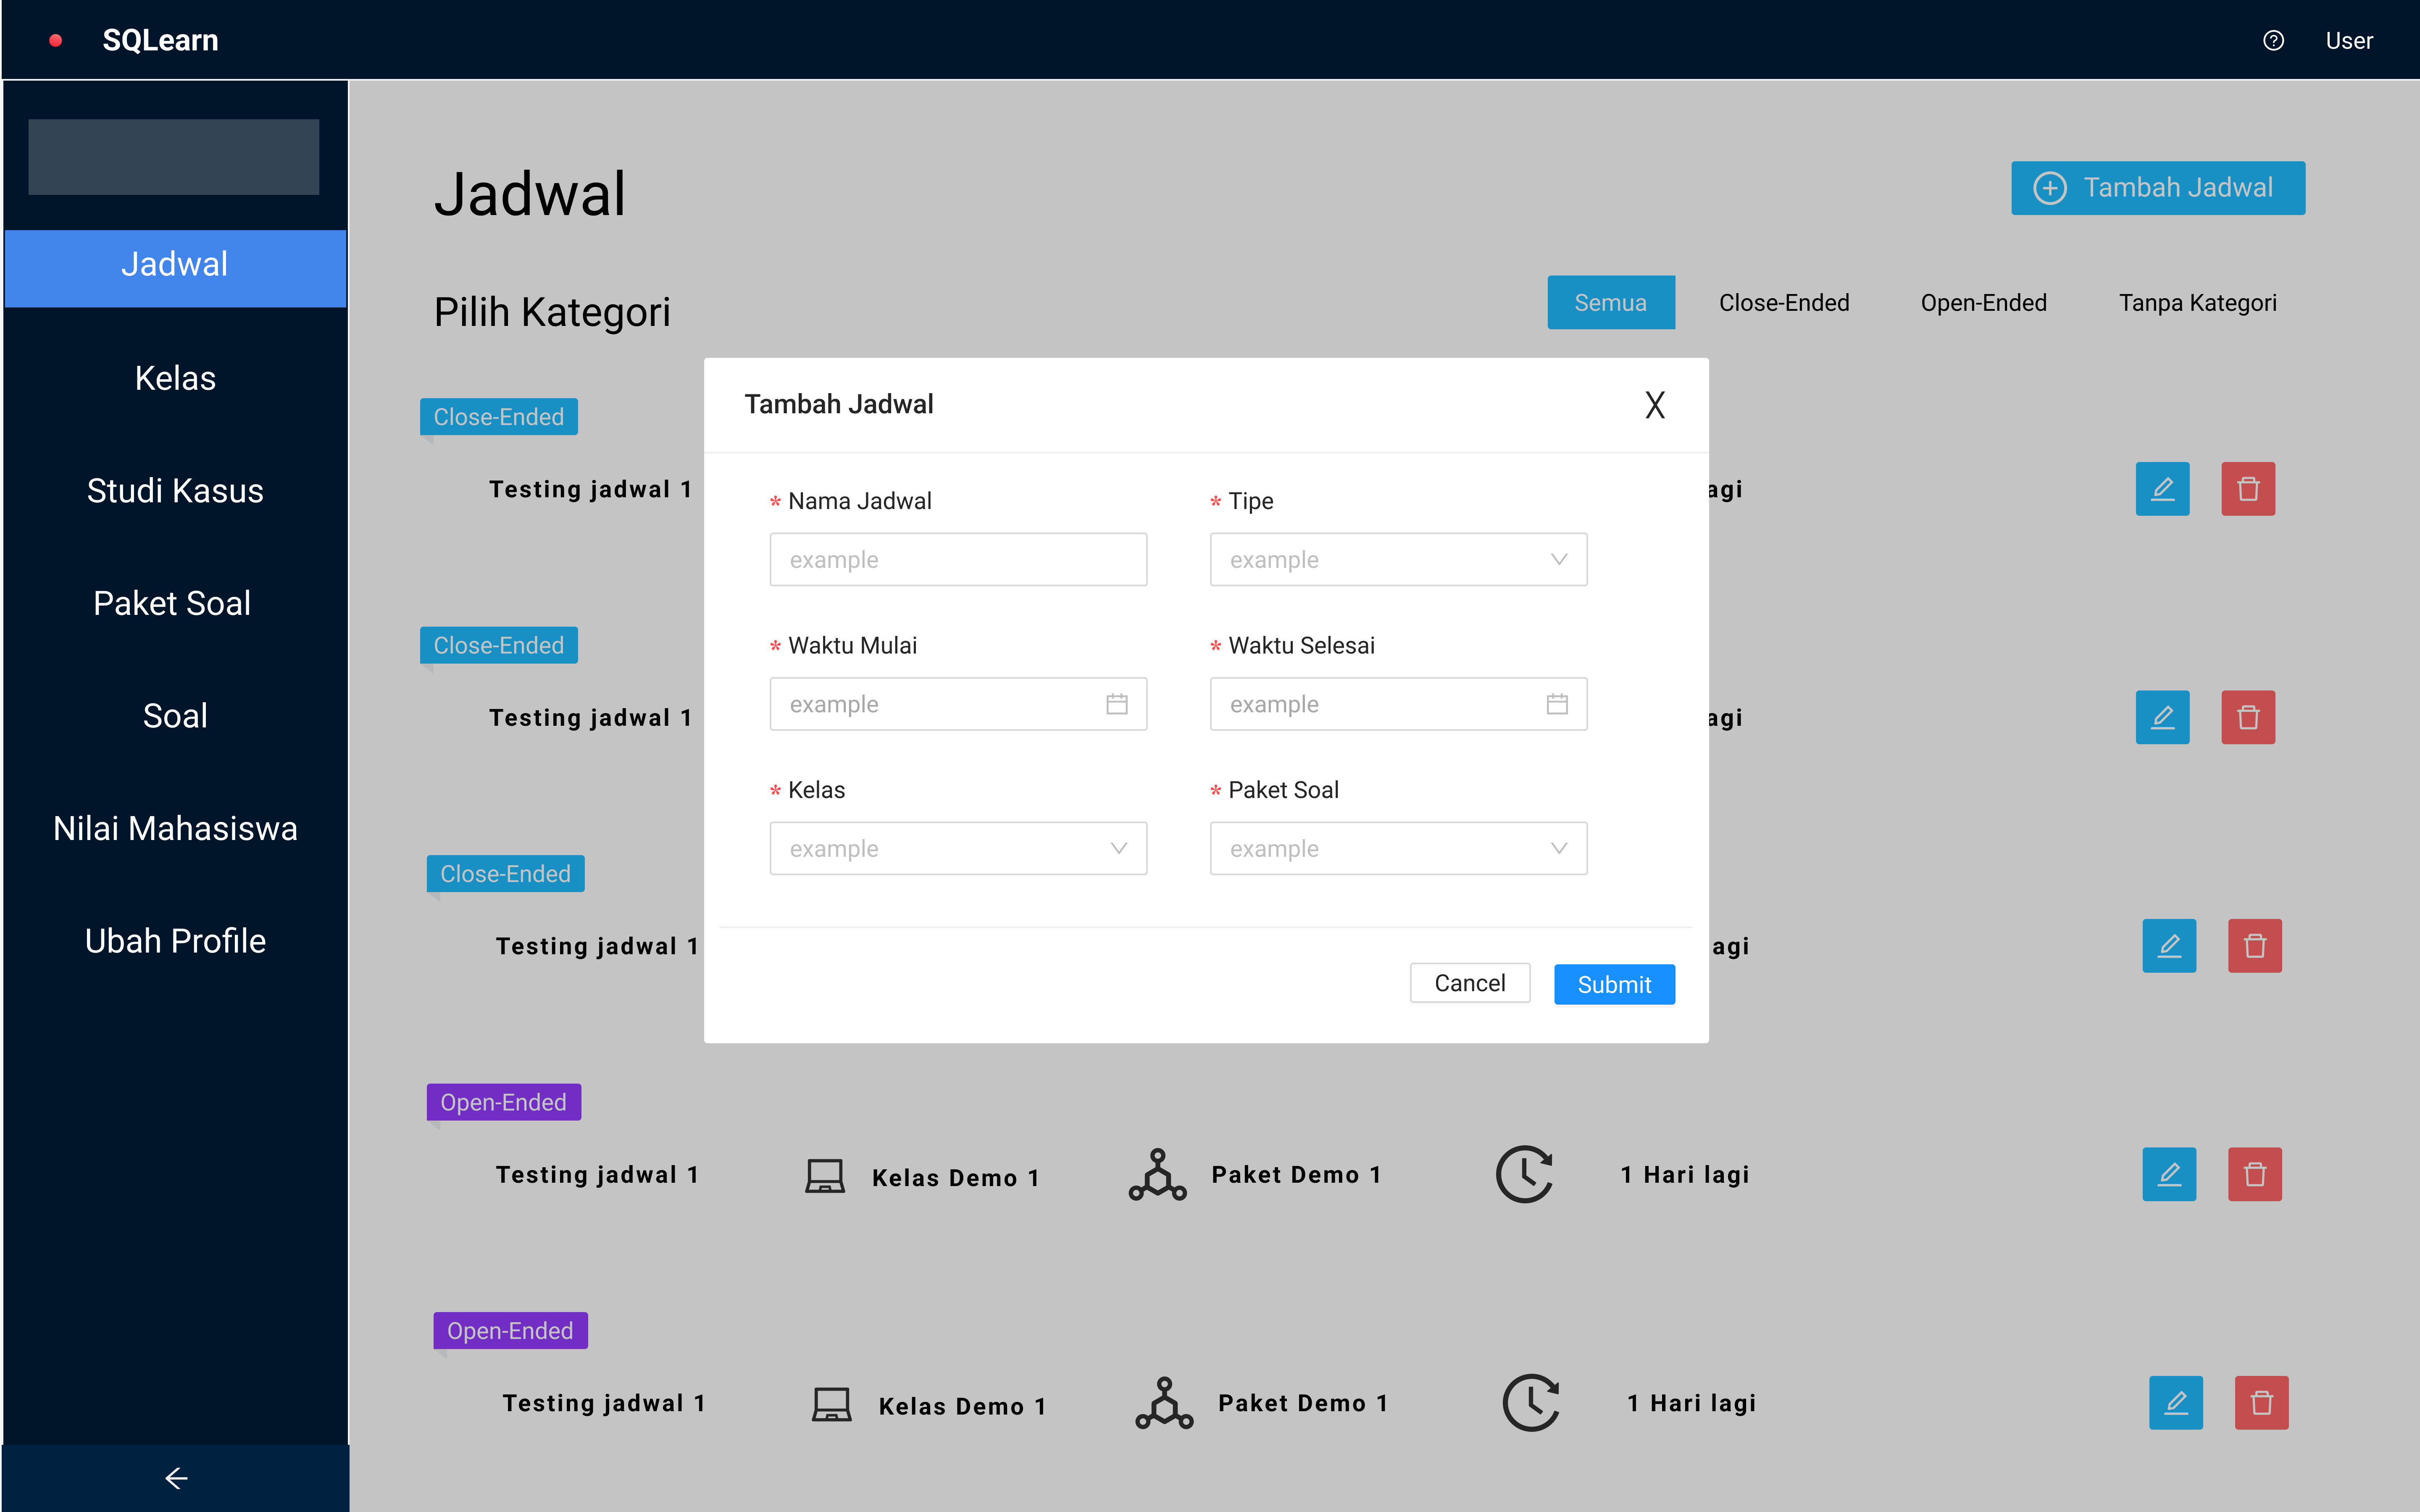 SQLearn
User
Jadwal
Kelas
Studi Kasus
Paket Soal
Soal
Nilai Mahasiswa
Ubah Profile
Jadwal
Tambah Jadwal
Pilih Kategori
Semua Close-Ended Open-Ended Tanpa Kategori
Close-Ended
Testing jadwal 1 agi
Close-Ended
Testing jadwal 1 agi
Close-Ended
Testing jadwal 1 agi
Tambah Jadwal X
* Nama Jadwal * Tipe
example example
* Waktu Mulai * Waktu Selesai
example example
* Kelas * Paket Soal
example example
Cancel Submit
Open-Ended
Testing jadwal 1 Kelas Demo 1 Paket Demo 1 1 Hari lagi
Open-Ended
Testing jadwal 1 Kelas Demo 1 Paket Demo 1 1 Hari lagi